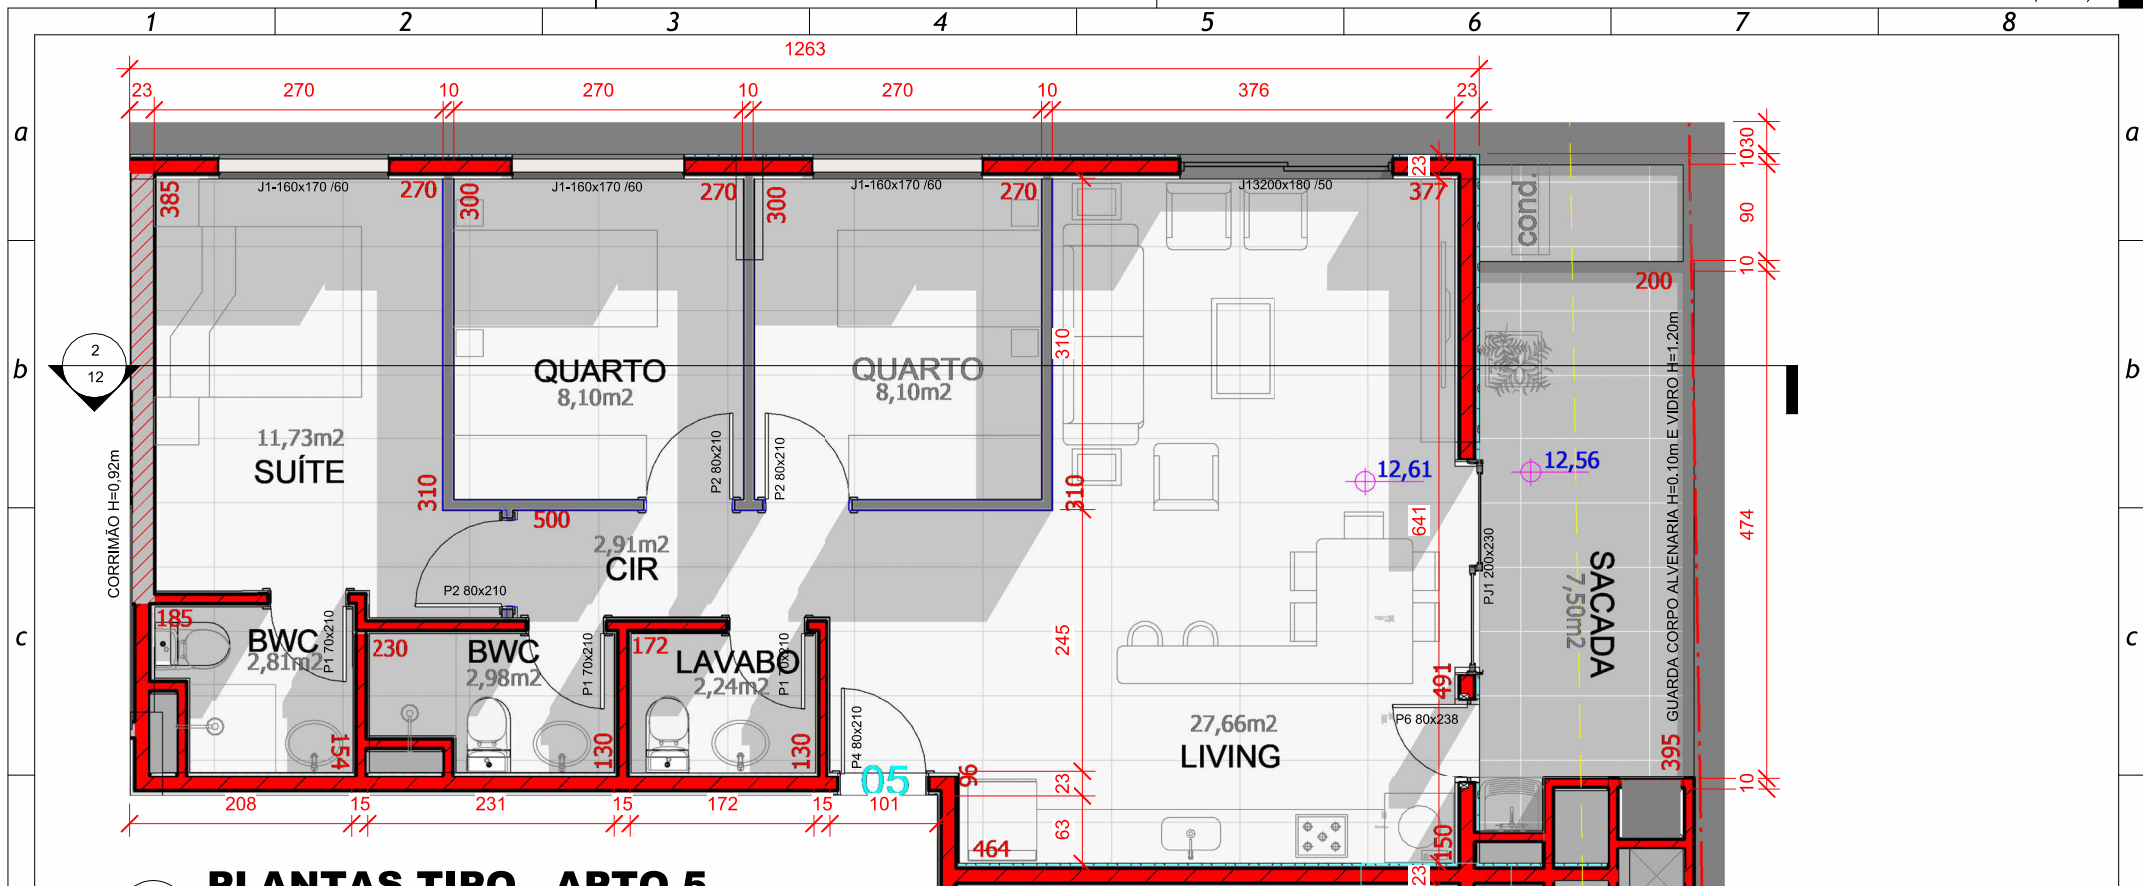 1 2 3 4 5 6 7 8
1263
23 270 10 270 10 270 10 376 23
a a
1030
23
385 J1-160x170 /60 270 300 J1-160x170 /60 270 300 J1-160x170 /60 270 J13200x180 /50 377
cond.
90
10
200
310
2
12
b b
QUARTO
8,10m2
QUARTO
8,10m2
11,73m2
SUÍTE
P2 80x210
P2 80x210
12,61
12,56
310
310
500
641
474
CORRIMÃO H=0,92m
GUARDA CORPO ALVENARIA H=0.10m E VIDRO H=1.20m
2,91m2
CIR
PJ1 200x230
SACADA
7,50m2
P2 80x210
c c
185
BWC
2,81m2
P1 70x210
230
BWC
2,98m2
P1 70x210
172
LAVABO
2,24m2
245
491
154
130
130
P4 80x210
27,66m2
LIVING
P6 80x238
395
05
96
23
10
208 15 231 15 172 15 101
63
464
150
23
PLANTAS TIPO APTO 5